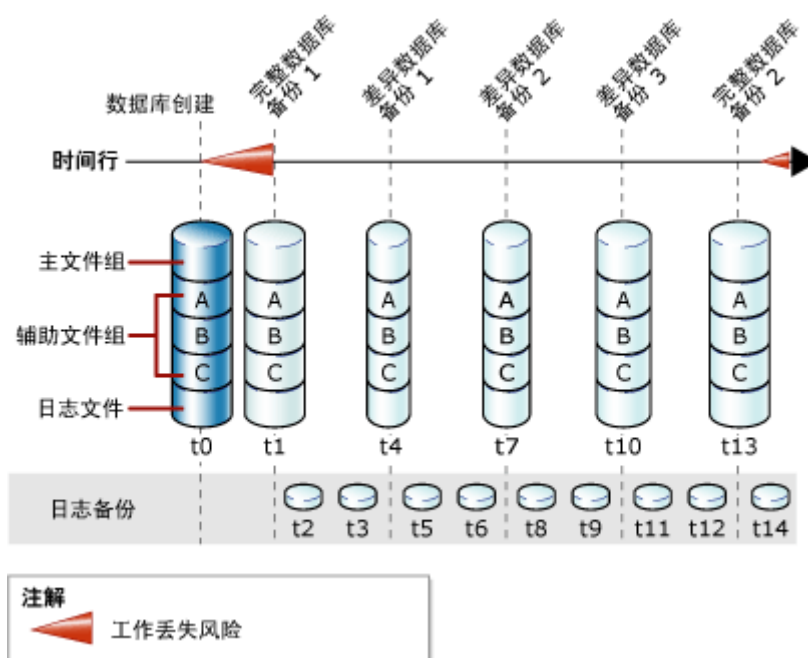 数据库创建
完整数据库
备份 1
差异数据库
备份 1
差异数据库
备份 2
差异数据库
备份 3
完整数据库
备份 2
时间行
主文件组
辅助文件组
日志文件
A
B
C
A
B
C
A
B
C
A
B
C
A
B
C
A
B
C
t0
t1
t4
t7
t10
t13
日志备份
t2
t3
t5
t6
t8
t9
t11
t12
t14
注解
工作丢失风险